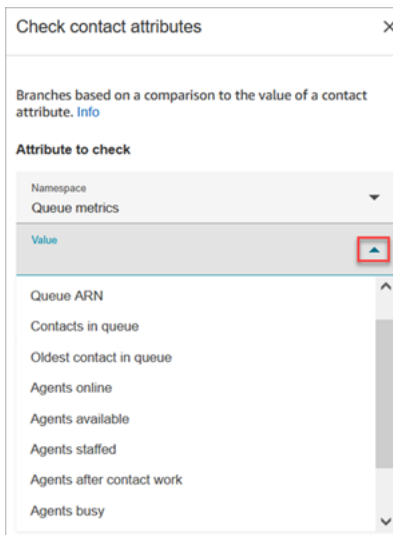 Check contact attributes
Branches based on a comparison to the value of a contact
attribute. Info
Attribute to check
Namespace
Queue metrics
Value
Queue ARN
Contacts in queue
Oldest contact in queue
Agents online
Agents available
Agents staffed
Agents after contact work
Agents busy